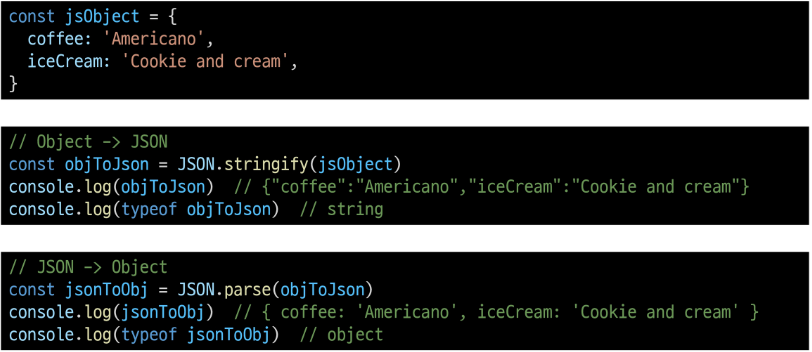 const jsObject = {
  coffee: 'Americano',
  iceCream: 'Cookie and cream',
}
// Object -> JSON
const objToJson = JSON.stringify(jsObject)
console.log(objToJson)  // {"coffee":"Americano","iceCream":"Cookie and cream"}
console.log(typeof objToJson)  // string
// JSON -> Object
const jsonToObj = JSON.parse(objToJson)
console.log(jsonToObj)  // { coffee: 'Americano', iceCream: 'Cookie and cream' }
console.log(typeof jsonToObj)  // object